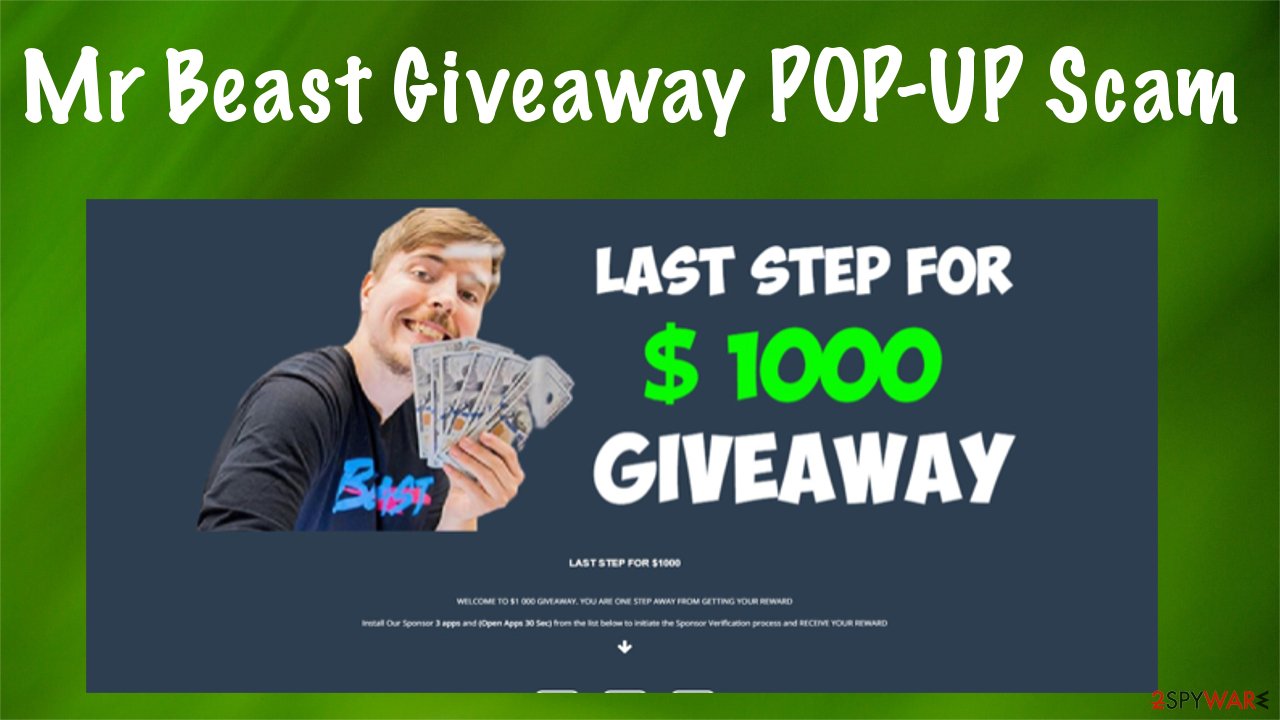 Mr Beast Giveaway POP-UP Scam
LAST STEP FOR
$ 1000
GIVEAWAY
BEAST
LAST STEP FOR $1000
WELCOME TO $1 000 GIVEAWAY. YOU ARE ONE STEP AWAY FROM GETTING YOUR REWARD
Install Our Sponsor 3 apps and (Open Apps 30 Sec) from the list below to initiate the Sponsor Verification process and RECEIVE YOUR REWARD
2SPYWARE